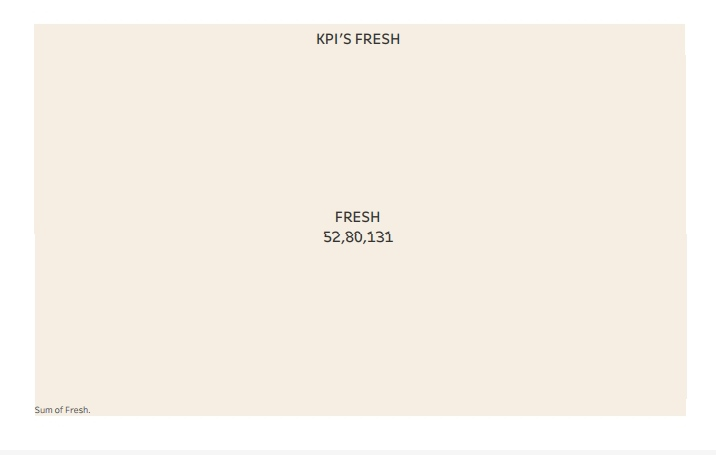 KPI'S FRESH
FRESH
52,80,131
Sum of Fresh.